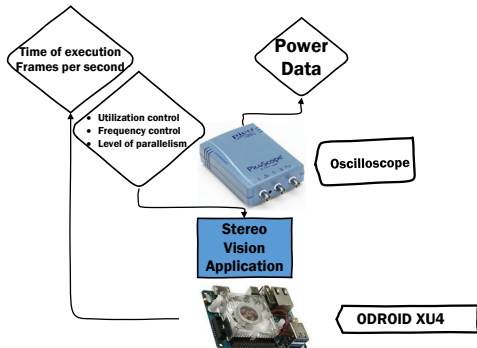 Time of execution
Frames per second
Power
Data
• Utilization control
• Frequency control
• Level of parallelism
PicoScope
Oscilloscope
Stereo
Vision
Application
ODROID XU4